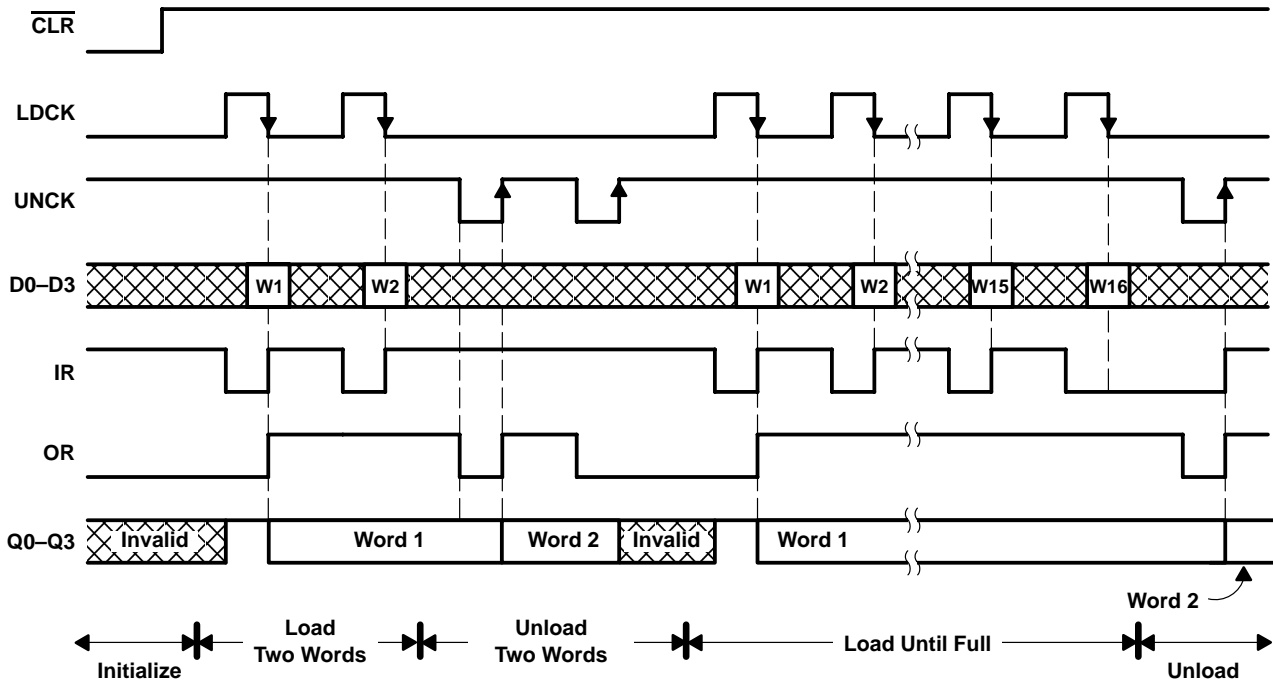 CLR
LDCK
UNCK
D0–D3 W1 W2 W1 W2 W15 W16
IR
OR
Q0–Q3 Invalid Word 1 Word 2 Invalid Word 1
Word 2
Initialize
Load
Two Words
Unload
Two Words
Load Until Full
Unload